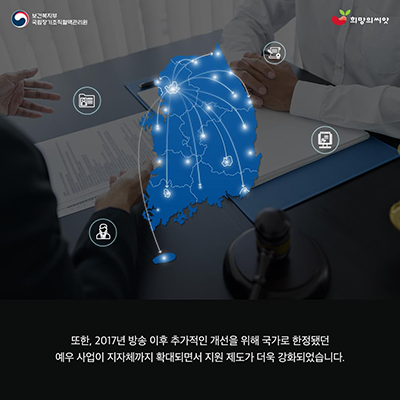 보건복지부
국립장기조직혈액관리원
희망의씨앗
또한, 2017년 방송 이후 추가적인 개선을 위해 국가로 한정됐던
예우 사업이 지자체까지 확대되면서 지원 제도가 더욱 강화되었습니다.